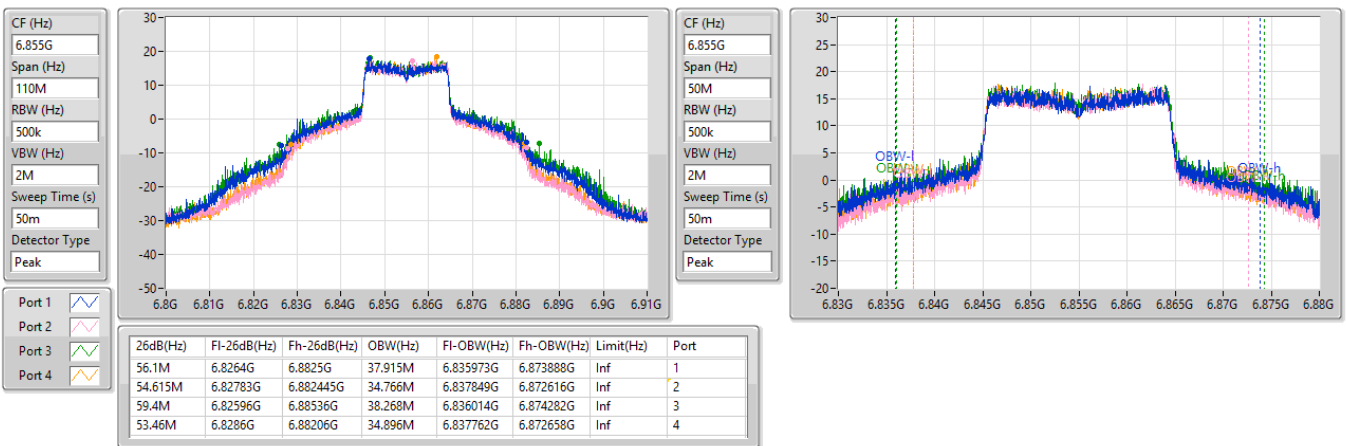 CF (Hz)
6.855G
Span (Hz)
110M
RBW (Hz)
500k
VBW (Hz)
2M
Sweep Time (s)
50m
Detector Type
Peak
30
20
10
0
-10
-20
-30
-40
-50
6.8G 6.81G 6.82G 6.83G 6.84G 6.85G 6.86G 6.87G 6.88G 6.89G 6.9G 6.91G
CF (Hz)
6.855G
Span (Hz)
50M
RBW (Hz)
500k
VBW (Hz)
2M
Sweep Time (s)
50m
Detector Type
Peak
30
25
20
15
10
5
0
-5
-10
-15
-20
OBW-l
OBW-h
6.83G 6.835G 6.84G 6.845G 6.85G 6.855G 6.86G 6.865G 6.87G 6.875G 6.88G
Port 1
Port 2
Port 3
Port 4
26dB(Hz) Fl-26dB(Hz) Fh-26dB(Hz) OBW(Hz) Fl-OBW(Hz) Fh-OBW(Hz) Limit(Hz) Port
56.1M 6.8264G 6.8825G 37.915M 6.835973G 6.873888G Inf 1
54.615M 6.82783G 6.882445G 34.766M 6.837849G 6.872616G Inf 2
59.4M 6.82596G 6.88536G 38.268M 6.836014G 6.874282G Inf 3
53.46M 6.8286G 6.88206G 34.896M 6.837762G 6.872658G Inf 4